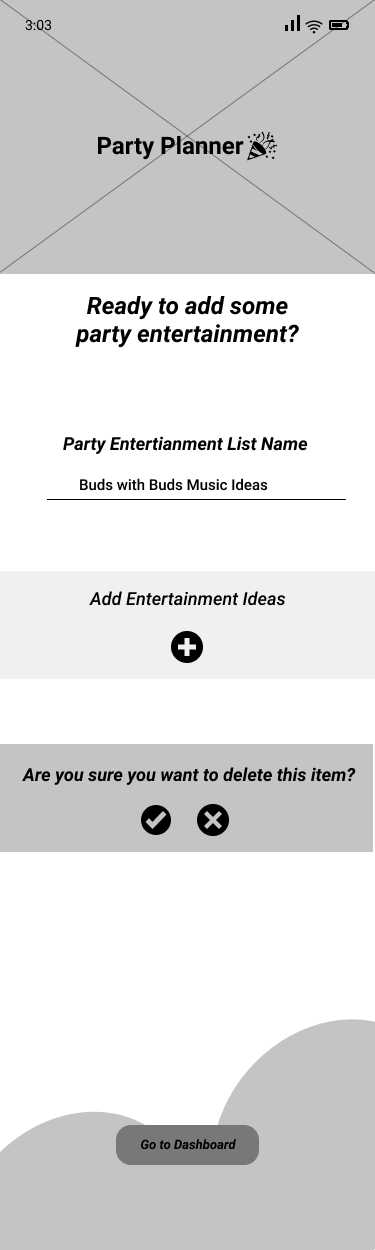 3:03
Party Planner
Ready to add some
party entertainment?
Party Entertianment List Name
Buds with Buds Music Ideas
Add Entertainment Ideas
Are you sure you want to delete this item?
Go to Dashboard